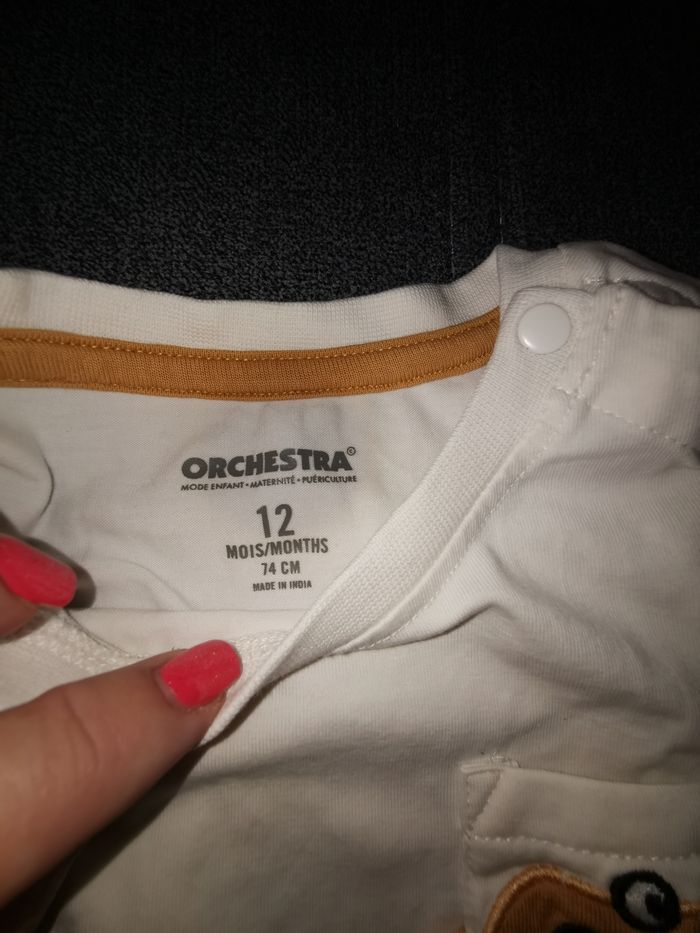 ORCHESTRA©
MODE ENFANT • MATERNITÉ • PUÉRICULTURE
12
MOIS/MONTHS
74 CM
MADE IN INDIA